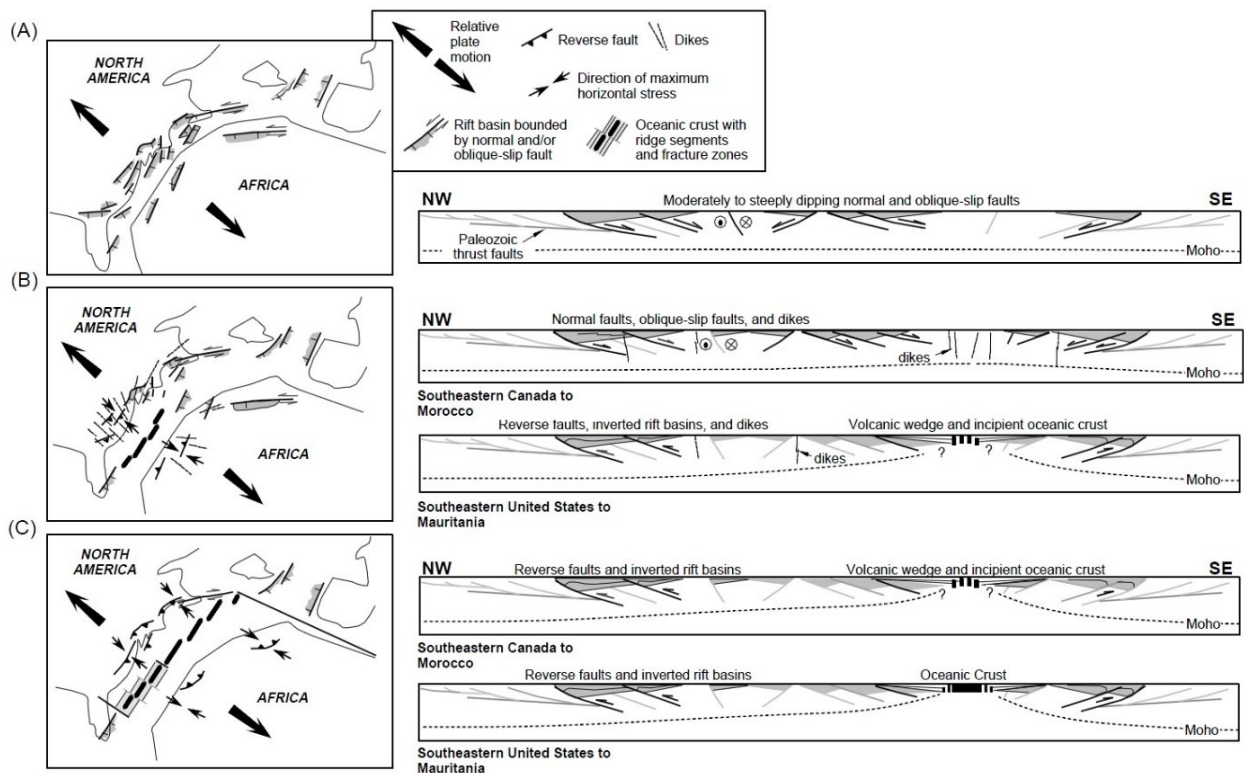 (A)
NORTH
AMERICA
AFRICA
Relative
plate
motion
Reverse fault
Dikes
Direction of maximum
horizontal stress
Rift basin bounded
by normal and/or
oblique-slip fault
Oceanic crust with
ridge segments
and fracture zones
NW
SE
Moderately to steeply dipping normal and oblique-slip faults
Paleozoic
thrust faults
Moho
(B)
NORTH
AMERICA
AFRICA
NW
SE
Normal faults, oblique-slip faults, and dikes
dikes
Moho
Southeastern Canada to
Morocco
Reverse faults, inverted rift basins, and dikes
Volcanic wedge and incipient oceanic crust
? ?
dikes
Moho
Southeastern United States to
Mauritania
(C)
NORTH
AMERICA
AFRICA
NW
SE
Reverse faults and inverted rift basins
Volcanic wedge and incipient oceanic crust
? ?
Moho
Southeastern Canada to
Morocco
Reverse faults and inverted rift basins
Oceanic Crust
Moho
Southeastern United States to
Mauritania